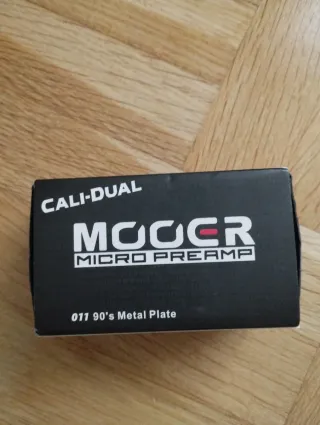 CALI-DUAL
MOOER
MICRO PREAMP
011 90's Metal Plate